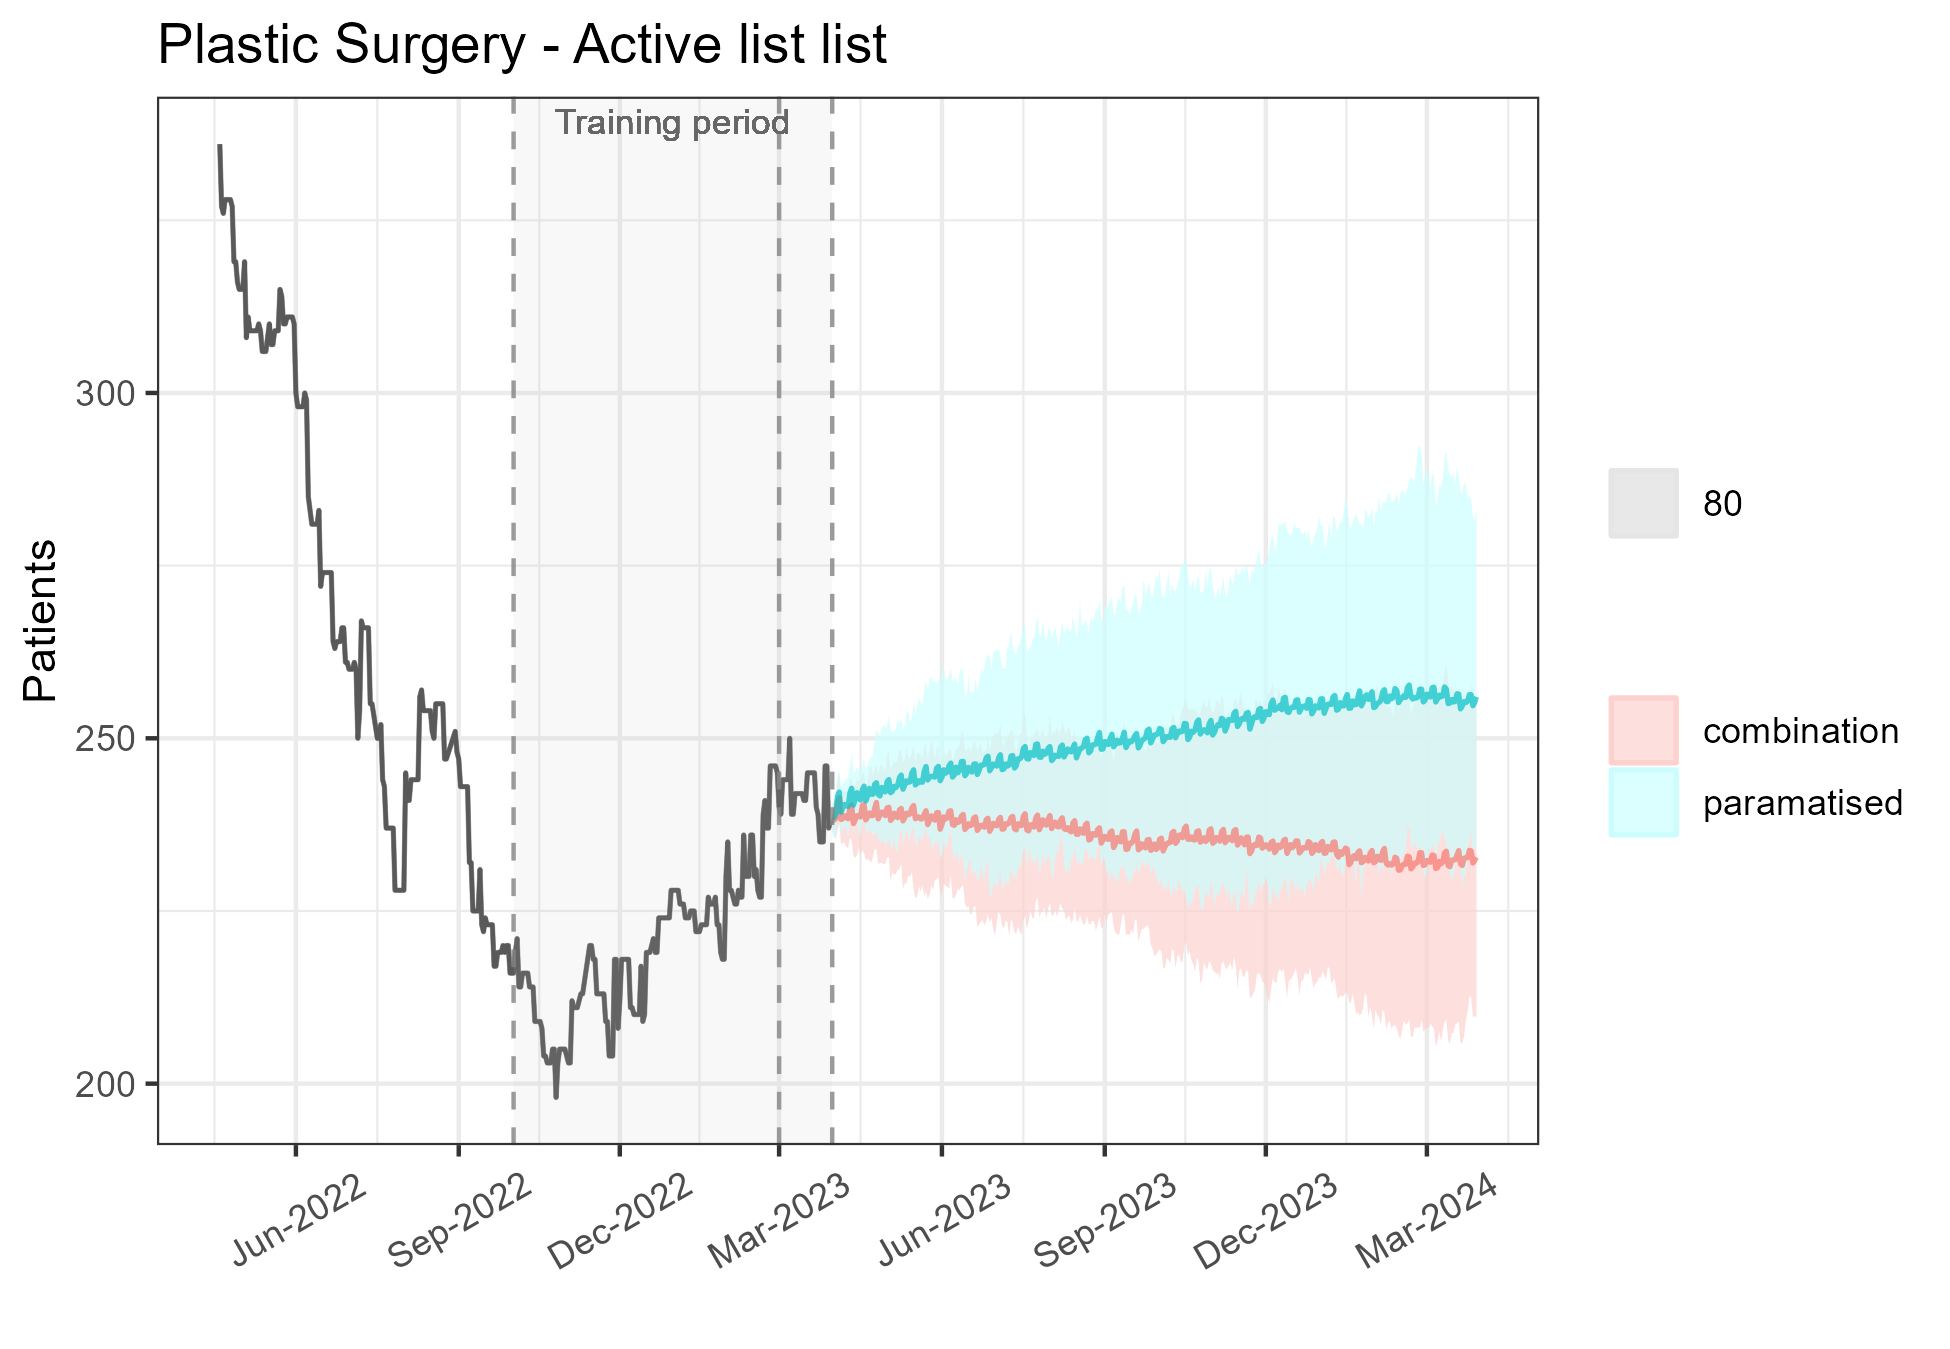 Plastic Surgery - Active list list
Training period
Patients
300
250
200
Jun-2022
Sep-2022
Dec-2022
Mar-2023
Jun-2023
Sep-2023
Dec-2023
Mar-2024
80
combination
paramatised